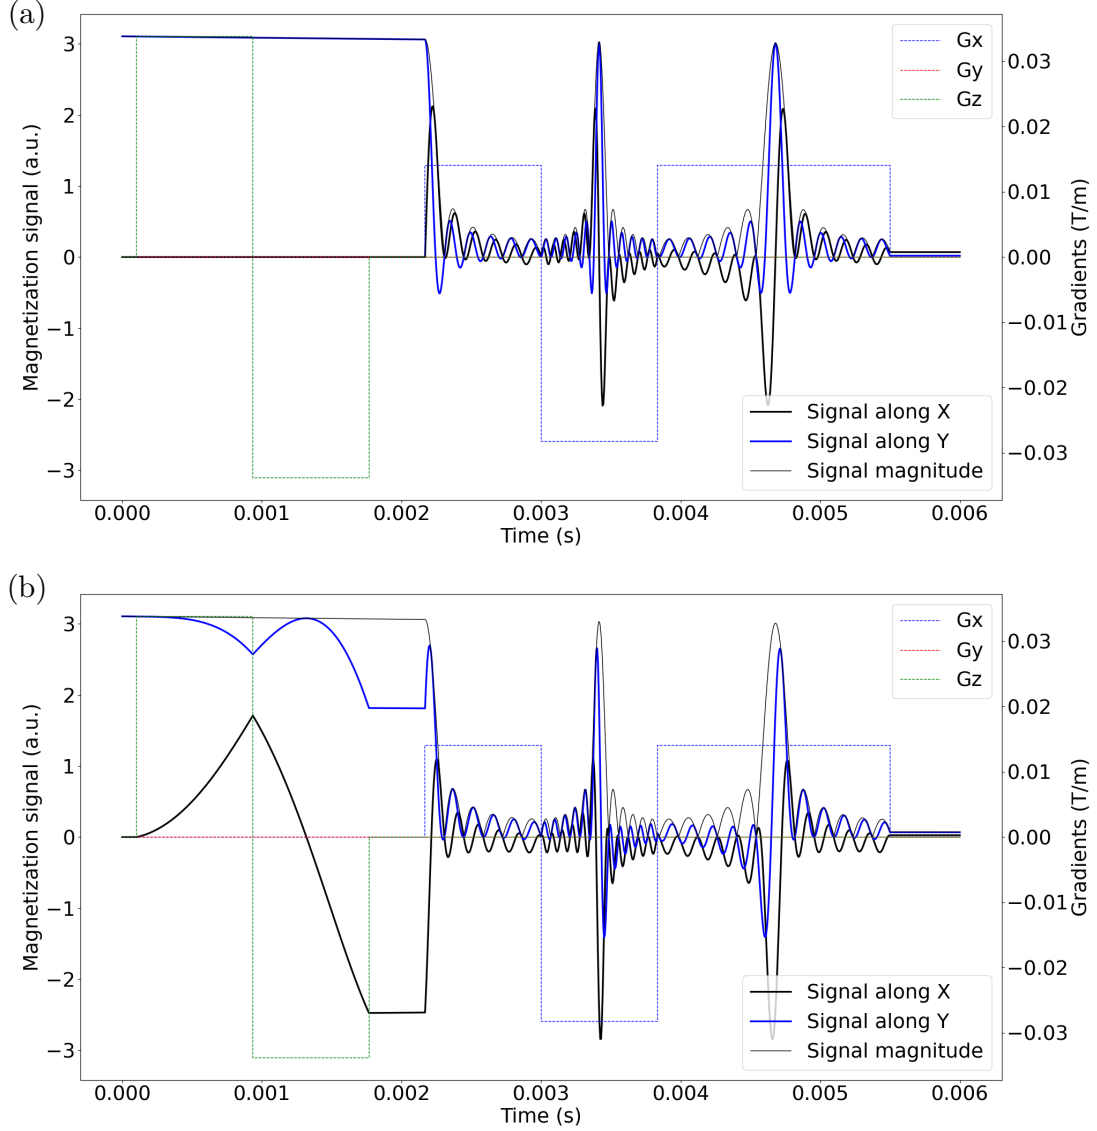 (a)
Gx
Gy
Gz
3
2
1
0
−1
−2
−3
Magnetization signal (a.u.)
0.03
0.02
0.01
0.00
−0.01
−0.02
−0.03
Gradients (T/m)
Signal along X
Signal along Y
Signal magnitude
0.000 0.001 0.002 0.003 0.004 0.005 0.006
Time (s)
(b)
Gx
Gy
Gz
3
2
1
0
−1
−2
−3
Magnetization signal (a.u.)
0.03
0.02
0.01
0.00
−0.01
−0.02
−0.03
Gradients (T/m)
Signal along X
Signal along Y
Signal magnitude
0.000 0.001 0.002 0.003 0.004 0.005 0.006
Time (s)